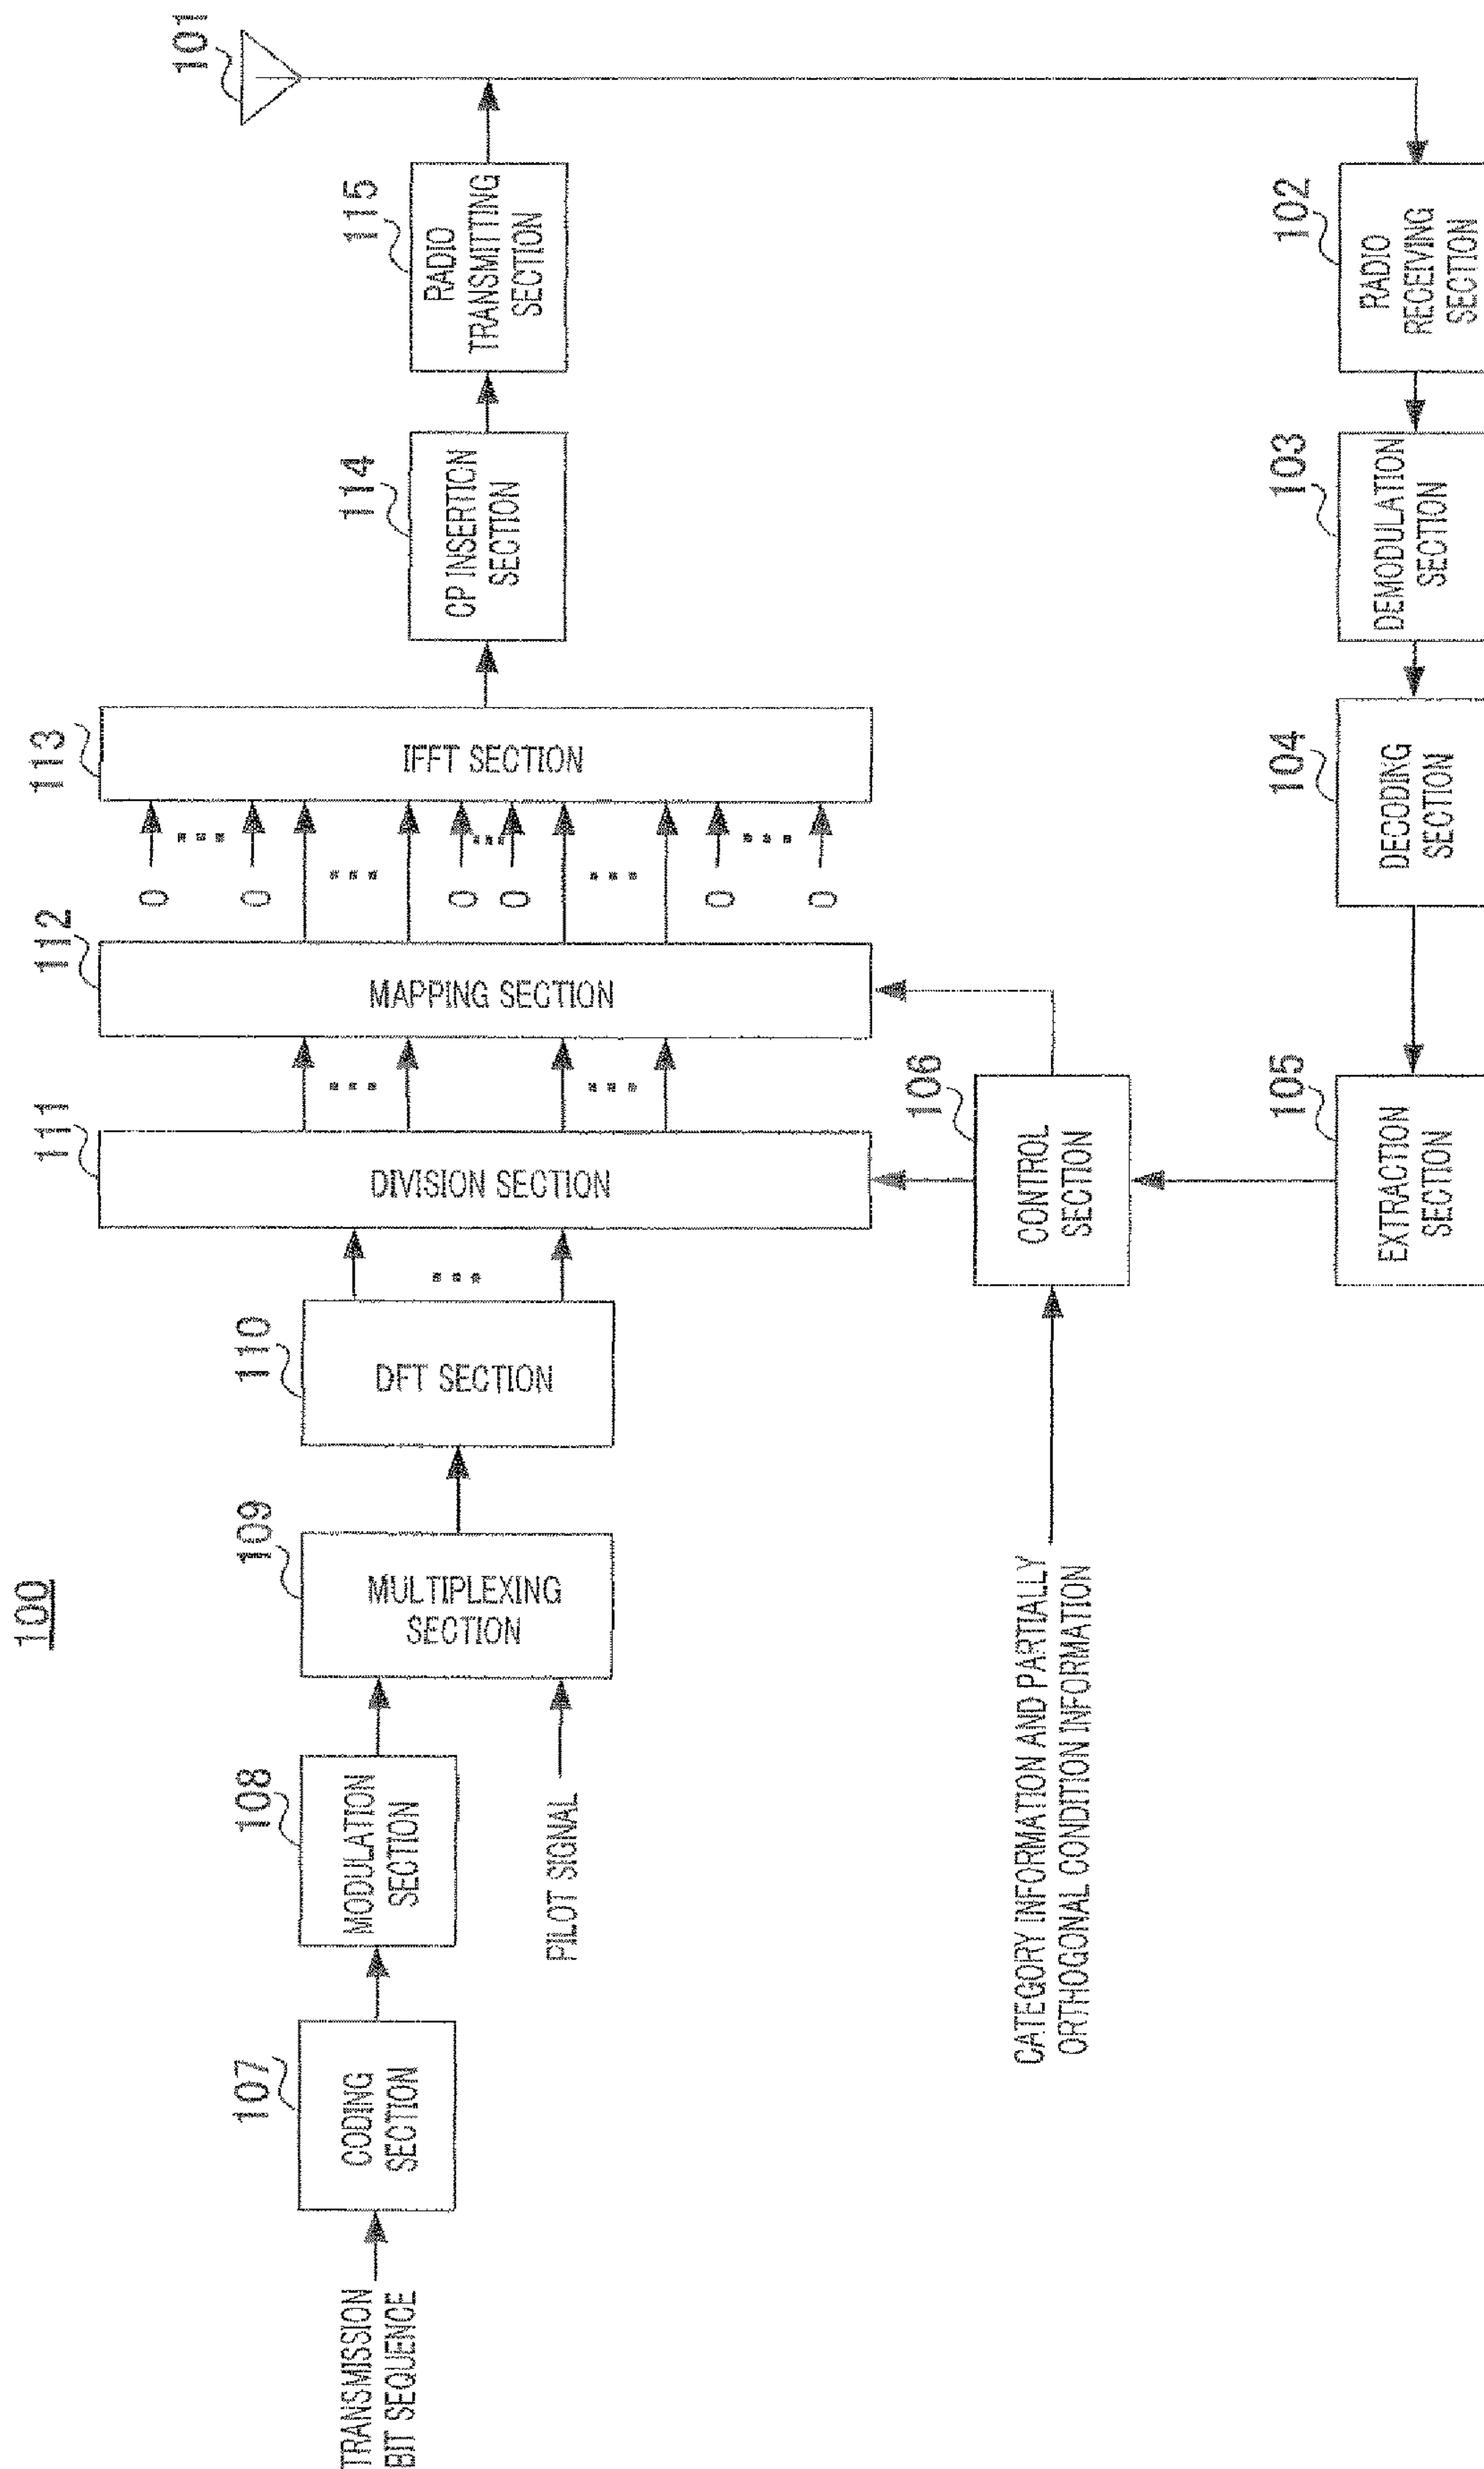 100
101
TRANSMISSION
BIT SEQUENCE
107
CODING
SECTION
108
MODULATION
SECTION
PILOT SIGNAL
109
MULTIPLEXING
SECTION
110
DFT SECTION
111
DIVISION SECTION
112
MAPPING SECTION
0
...
0
...
0
...
0
...
0
...
0
113
IFFT SECTION
114
CP INSERTION
SECTION
115
RADIO
TRANSMITTING
SECTION
CATEGORY INFORMATION AND PARTIALLY
ORTHOGONAL CONDITION INFORMATION
106
CONTROL
SECTION
105
EXTRACTION
SECTION
104
DECODING
SECTION
103
DEMODULATION
SECTION
102
RADIO
RECEIVING
SECTION